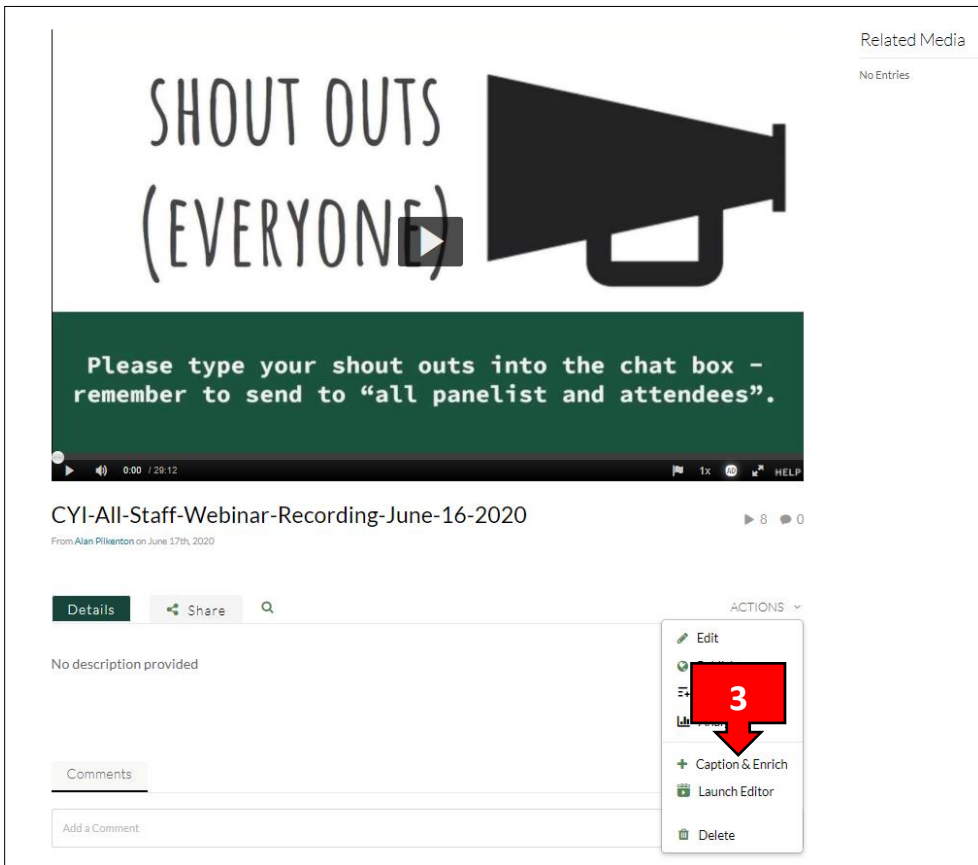 SHOUT OUTS
(EVERYONE)
Please type your shout outs into the chat box –
remember to send to “all panelist and attendees”.
0:00 / 29:12
1x
AD
HELP
Related Media
No Entries
CYI-All-Staff-Webinar-Recording-June-16-2020
8
0
From Alan Pilkenton on June 17th, 2020
Details
Share
ACTIONS
No description provided
Edit
3
Caption & Enrich
Launch Editor
Delete
Comments
Add a Comment